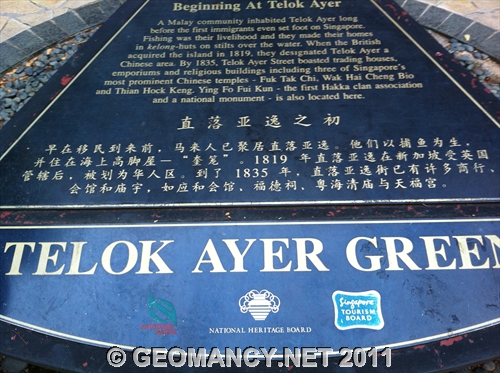 Beginning At Telok Ayer
A Malay community inhabited Telok Ayer long
before the first immigrants even set foot on Singapore.
Fishing was their livelihood and they made their homes
in kelong-huts on stilts over the water. When the British
acquired the island in 1819, they designated Telok Ayer a
Chinese area. By 1835, Telok Ayer Street boasted trading houses,
emporiums and religious buildings including three of Singapore's
most prominent Chinese temples - Fuk Tak Chi, Wak Hai Cheng Bio
and Thian Hock Keng. Ying Fo Fui Kun - the first Hakka clan association
and a national monument - is also located here.
直落亚逸之初
早在移民到来前，马来人已聚居直落亚逸。他们以捕鱼为生，
并住在海上高脚屋—“奎笼”。1819 年直落亚逸在新加坡受英国
管辖后，被划为华人区。到了 1835 年，直落亚逸街已有许多商行、
会馆和庙宇，如应和会馆、福德祠、粤海清庙与天福宫。
TELOK AYER GREEN
NATIONAL HERITAGE BOARD
Singapore
TOURISM
BOARD
© GEOMANCY.NET 2011